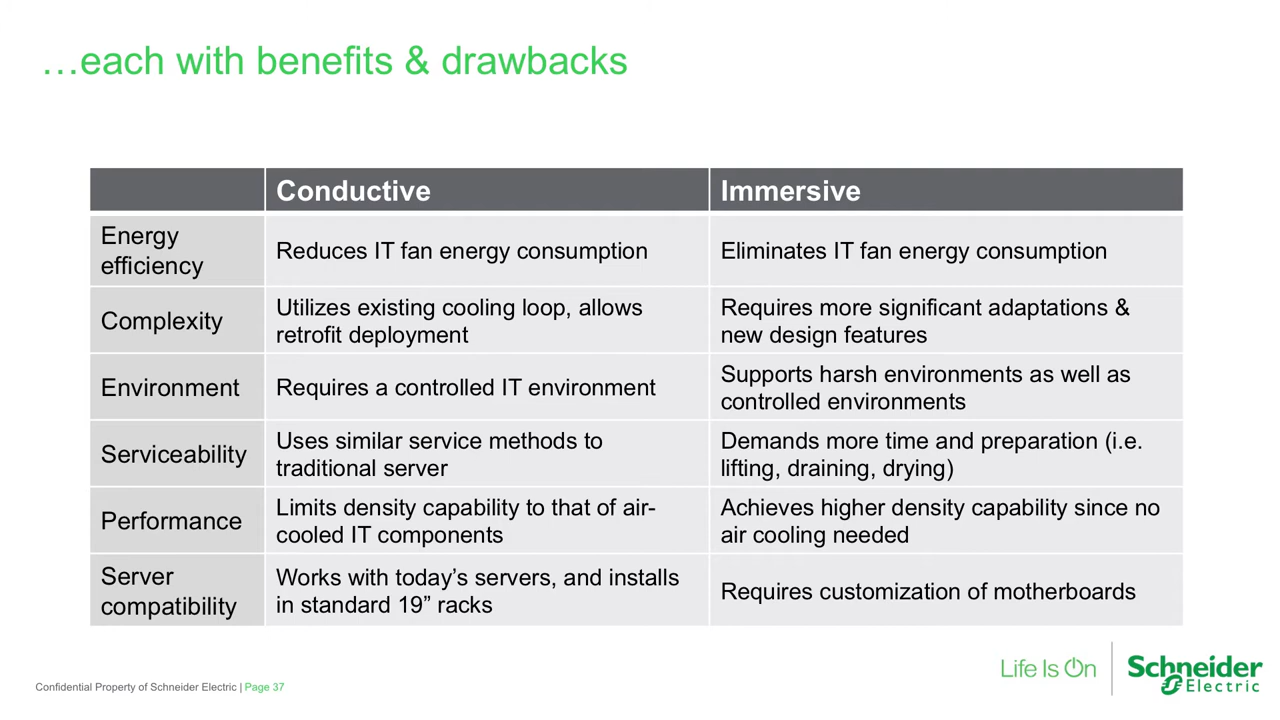 …each with benefits & drawbacks
Conductive
Immersive
Energy
efficiency
Reduces IT fan energy consumption
Eliminates IT fan energy consumption
Complexity
Utilizes existing cooling loop, allows
retrofit deployment
Requires more significant adaptations &
new design features
Environment
Requires a controlled IT environment
Supports harsh environments as well as
controlled environments
Serviceability
Uses similar service methods to
traditional server
Demands more time and preparation (i.e.
lifting, draining, drying)
Performance
Limits density capability to that of air-
cooled IT components
Achieves higher density capability since no
air cooling needed
Server
compatibility
Works with today’s servers, and installs
in standard 19” racks
Requires customization of motherboards
Confidential Property of Schneider Electric | Page 37
Life Is On
Schneider
Electric